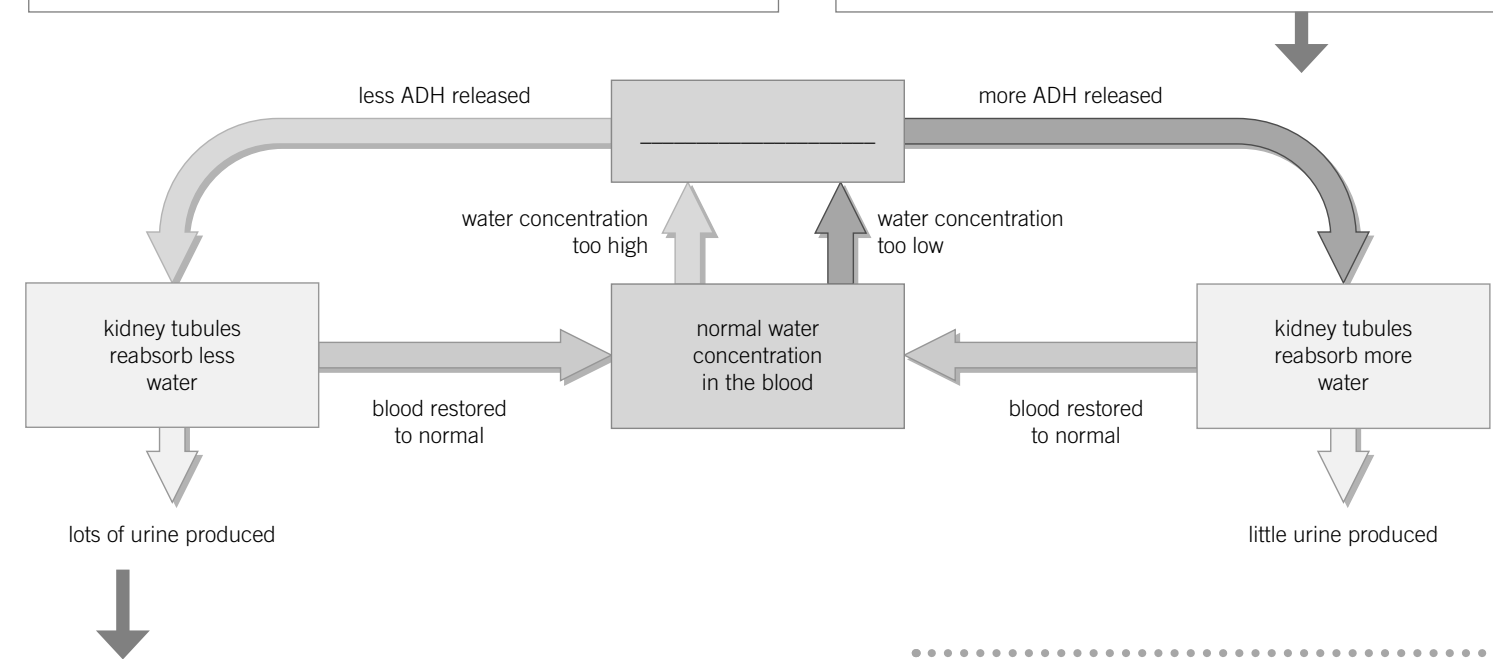 less ADH released
more ADH released
water concentration
too high
water concentration
too low
kidney tubules
reabsorb less
water
normal water
concentration
in the blood
kidney tubules
reabsorb more
water
blood restored
to normal
blood restored
to normal
lots of urine produced
little urine produced